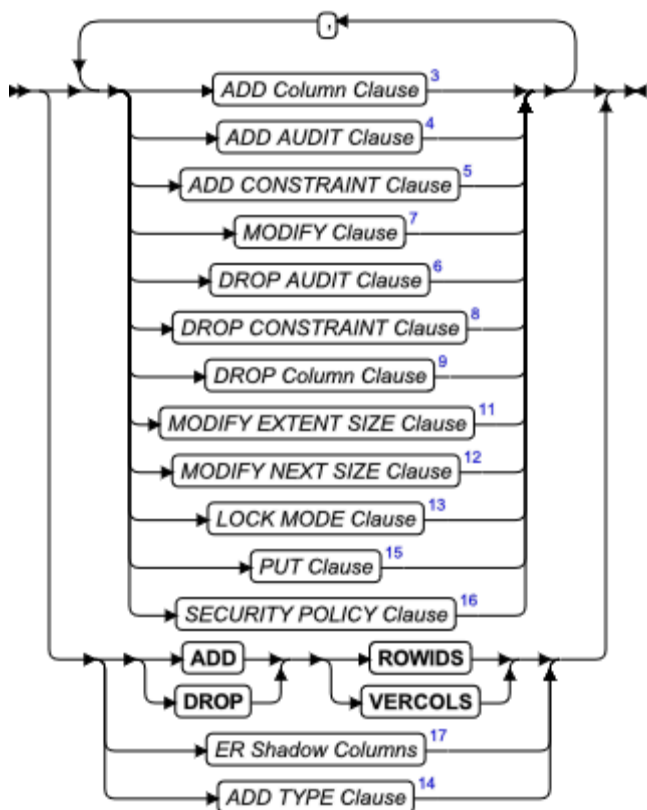 ,
ADD Column Clause 3
ADD AUDIT Clause 4
ADD CONSTRAINT Clause 5
MODIFY Clause 7
DROP AUDIT Clause 6
DROP CONSTRAINT Clause 8
DROP Column Clause 9
MODIFY EXTENT SIZE Clause 11
MODIFY NEXT SIZE Clause 12
LOCK MODE Clause 13
PUT Clause 15
SECURITY POLICY Clause 16
ADD ROWIDS
DROP VERCOLS
ER Shadow Columns 17
ADD TYPE Clause 14